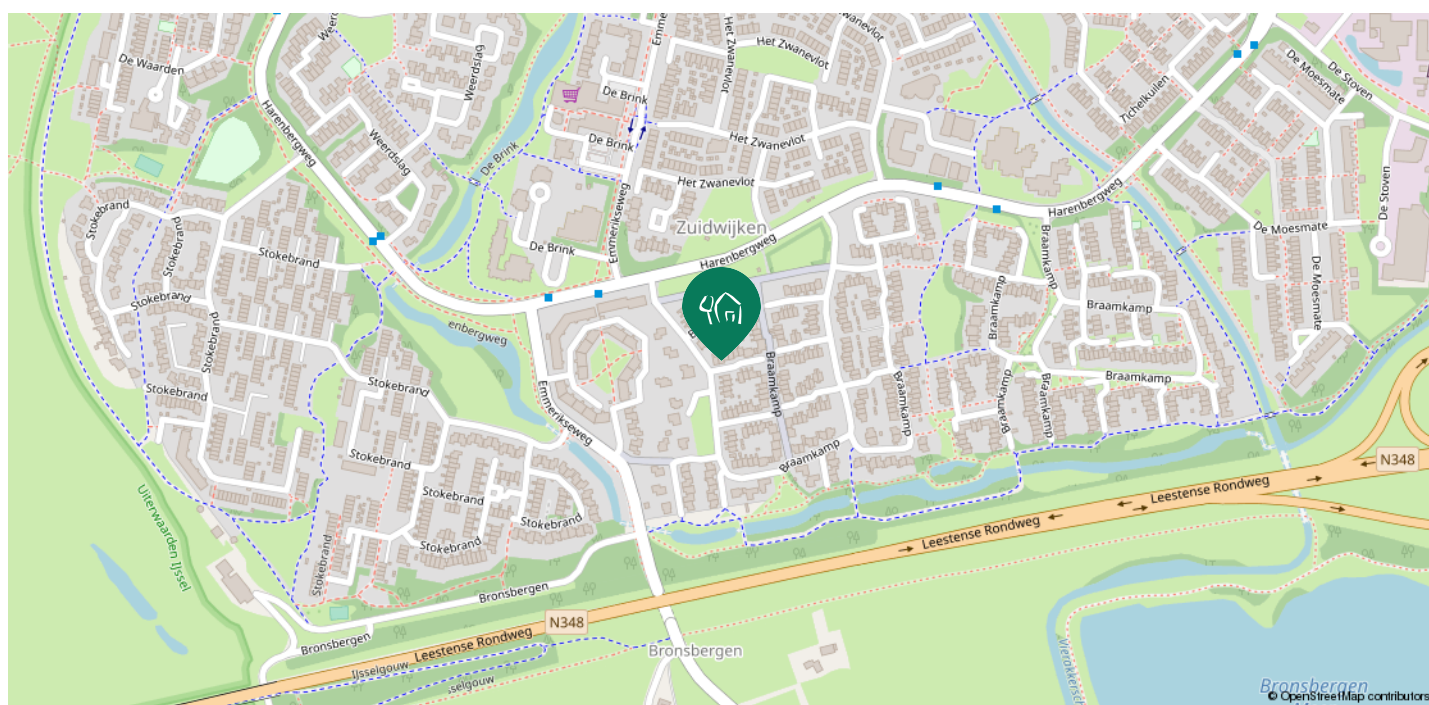 De Waarden
Weerdslag
Weerdslag
Harenbergweg
De Brink
De Brink
De Brink
De Brink
Emmerikseweg
Het Zwanevlot
Het Zwanevlot
Het Zwanevlot
Het Zwanevlot
Tichelkuilen
De Moesmate
De Stoven
De Stoven
De Moesmate
De Moesmate
Harenbergweg
Zuidwijken
Harenbergweg
Stokebrand
Stokebrand
Stokebrand
Stokebrand
Stokebrand
Stokebrand
Stokebrand
Stokebrand
Stokebrand
Stokebrand
Stokebrand
Stokebrand
enbergweg
Emmerikseweg
Braamkamp
Braamkamp
Braamkamp
Braamkamp
Braamkamp
Braamkamp
Braamkamp
Braamkamp
Braamkamp
N348
Leestense Rondweg
Leestense Rondweg
Uiterwaarden IJssel
Bronsbergen
Bronsbergen
N348
Leestense Rondweg
IJsselgouw
sselgouw
Bronsbergen
Vierakkersch
Bronsbergen
© OpenStreetMap contributors